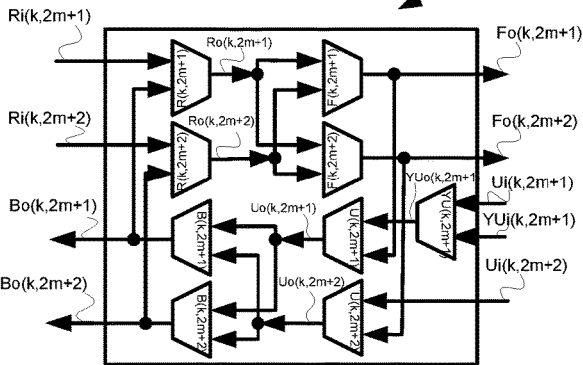 Ri(k,2m+1)
Ro(k,2m+1)
Fo(k,2m+1)
R(k,2m+1)
F(k,2m+1)
Ri(k,2m+2)
Ro(k,2m+2)
Fo(k,2m+2)
R(k,2m+2)
F(k,2m+2)
YUo(k,2m+1
Ui(k,2m+1)
Bo(k,2m+1)
Uo(k,2m+1)
YUi(k,2m+1)
B(k,2m+1)
U(k,2m+1)
YU(k,2m+1)
Bo(k,2m+2)
Uo(k,2m+2)
Ui(k,2m+2)
B(k,2m+2)
U(k,2m+2)